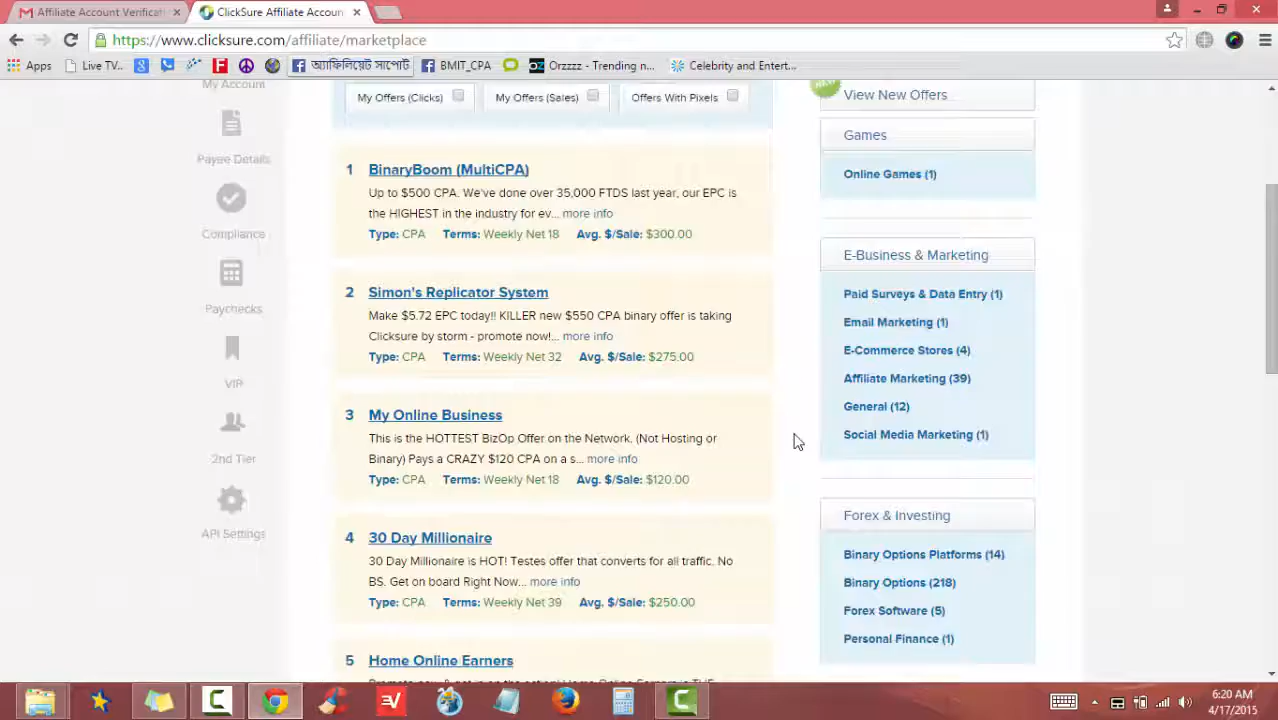 Affiliate Account Verificati
ClickSure Affiliate Accoun
https://www.clicksure.com/affiliate/marketplace
Apps
Live TV..
BMIT_CPA
Orzzzz - Trending n...
Celebrity and Entert...
অ্যাফিলিয়েট সাপোর্ট
My Account
Payee Details
Compliance
Paychecks
VIP
2nd Tier
API Settings
My Offers (Clicks)
My Offers (Sales)
Offers With Pixels
1 BinaryBoom (MultiCPA)
Up to $500 CPA. We've done over 35,000 FTDS last year, our EPC is
the HIGHEST in the industry for ev... more info
Type: CPA Terms: Weekly Net 18 Avg. $/Sale: $300.00
2 Simon's Replicator System
Make $5.72 EPC today!! KILLER new $550 CPA binary offer is taking
Clicksure by storm - promote now!... more info
Type: CPA Terms: Weekly Net 32 Avg. $/Sale: $275.00
3 My Online Business
This is the HOTTEST BizOp Offer on the Network. (Not Hosting or
Binary) Pays a CRAZY $120 CPA on a s... more info
Type: CPA Terms: Weekly Net 18 Avg. $/Sale: $120.00
4 30 Day Millionaire
30 Day Millionaire is HOT! Testes offer that converts for all traffic. No
BS. Get on board Right Now... more info
Type: CPA Terms: Weekly Net 39 Avg. $/Sale: $250.00
5 Home Online Earners
View New Offers
Games
Online Games (1)
E-Business & Marketing
Paid Surveys & Data Entry (1)
Email Marketing (1)
E-Commerce Stores (4)
Affiliate Marketing (39)
General (12)
Social Media Marketing (1)
Forex & Investing
Binary Options Platforms (14)
Binary Options (218)
Forex Software (5)
Personal Finance (1)
6:20 AM
4/17/2015